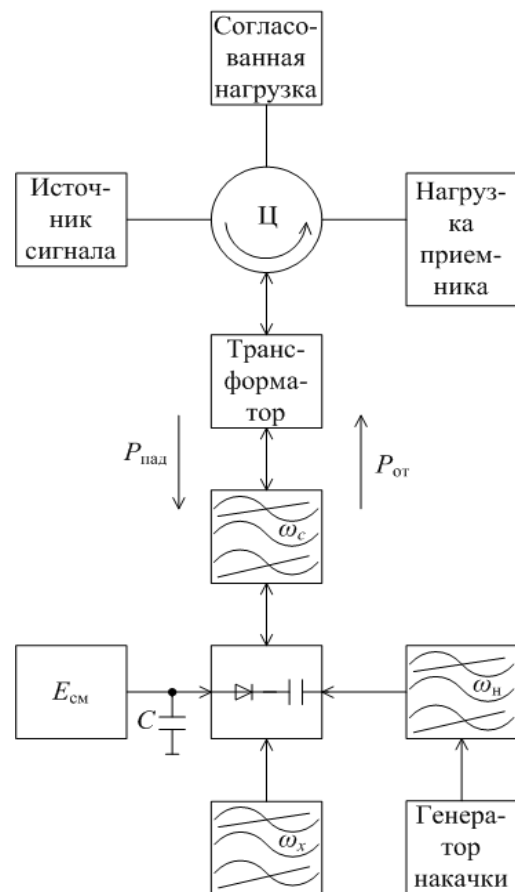 Согласо-
ванная
нагрузка
Источ-
ник
сигнала
Ц
Нагруз-
ка
прием-
ника
Транс-
форма-
тор
Pпад
Pот
ωc
Eсм
C
ωн
ωx
Генера-
тор
накачки